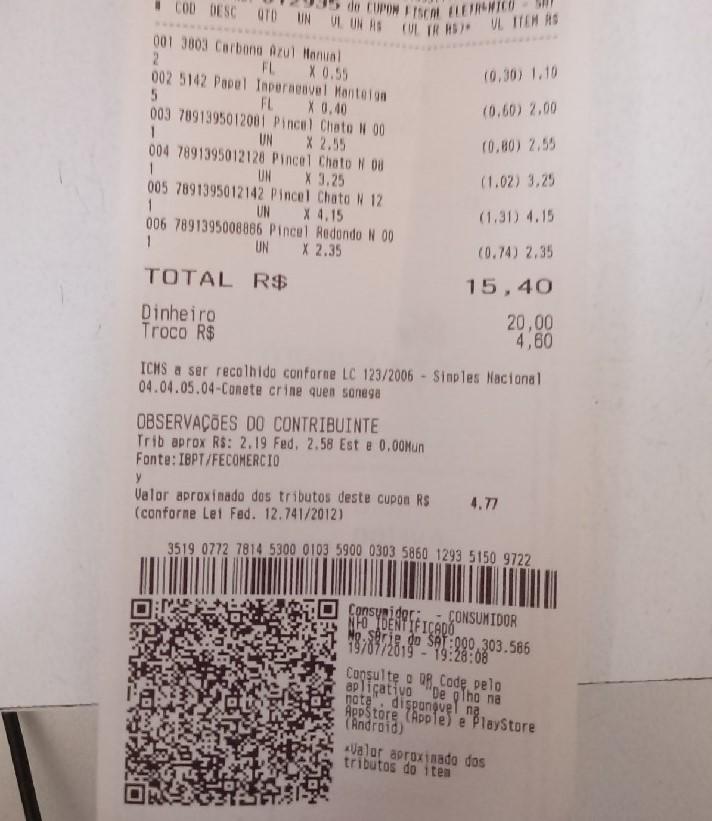 do CUPOM FISCAL ELETRÔNICO - SAT
# COD DESC QTD UN VL UN R$ (VL TR R$)* VL ITEM R$
001 3803 Carbono Azul Manual
2 FL X 0.55 (0,30) 1,10
002 5142 Papel Impermeavel Manteiga
5 FL X 0,40 (0,60) 2,00
003 7891395012081 Pincel Chato N 00
1 UN X 2.55 (0,80) 2,55
004 7891395012128 Pincel Chato N 08
1 UN X 3,25 (1.02) 3,25
005 7891395012142 Pincel Chato N 12
1 UN X 4,15 (1,31) 4,15
006 7891395008886 Pincel Redondo N 00
1 UN X 2.35 (0,74) 2,35
TOTAL R$ 15,40
Dinheiro 20,00
Troco R$ 4,60
ICMS a ser recolhido conforme LC 123/2006 - Simples Nacional
04.04.05.04-Comete crime quem sonega
OBSERVAÇÕES DO CONTRIBUINTE
Trib aprox R$: 2.19 Fed, 2.58 Est e 0.00Mun
Fonte:IBPT/FECOMERCIO
y
Valor aproximado dos tributos deste cupom R$ 4,77
(conforme Lei Fed. 12.741/2012)
3519 0772 7814 5300 0103 5900 0303 5860 1293 5150 9722
Consumidor: - CONSUMIDOR
NÃO IDENTIFICADO
No.Série do SAT:000,303.586
19/07/2019 - 19:28:08
Consulte o QR Code pelo
aplicativo "De olho na
nota", disponível na
AppStore (Apple) e PlayStore
(Android)
*Valor aproximado dos
tributos do item